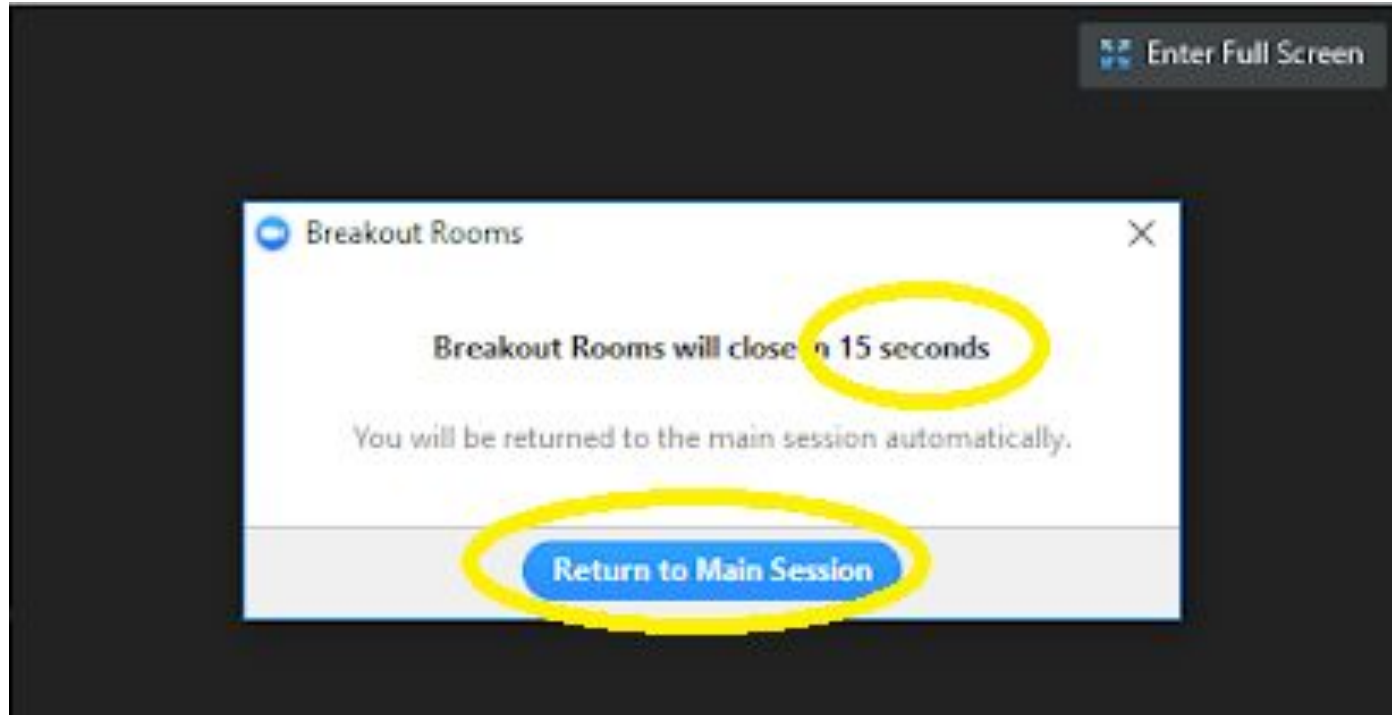 Enter Full Screen
Breakout Rooms
Breakout Rooms will close in 15 seconds
You will be returned to the main session automatically.
Return to Main Session